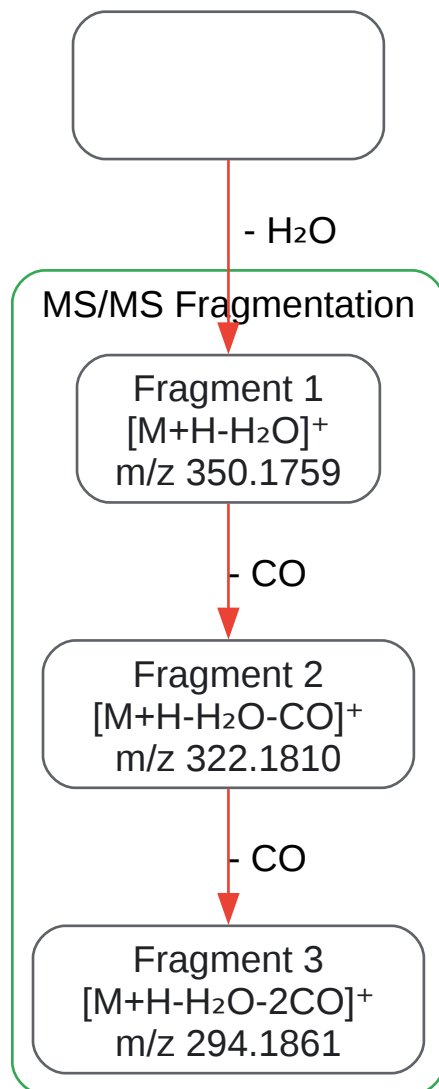 - H₂O
MS/MS Fragmentation
Fragment 1
[M+H-H₂O]⁺
m/z 350.1759
- CO
Fragment 2
[M+H-H₂O-CO]⁺
m/z 322.1810
- CO
Fragment 3
[M+H-H₂O-2CO]⁺
m/z 294.1861